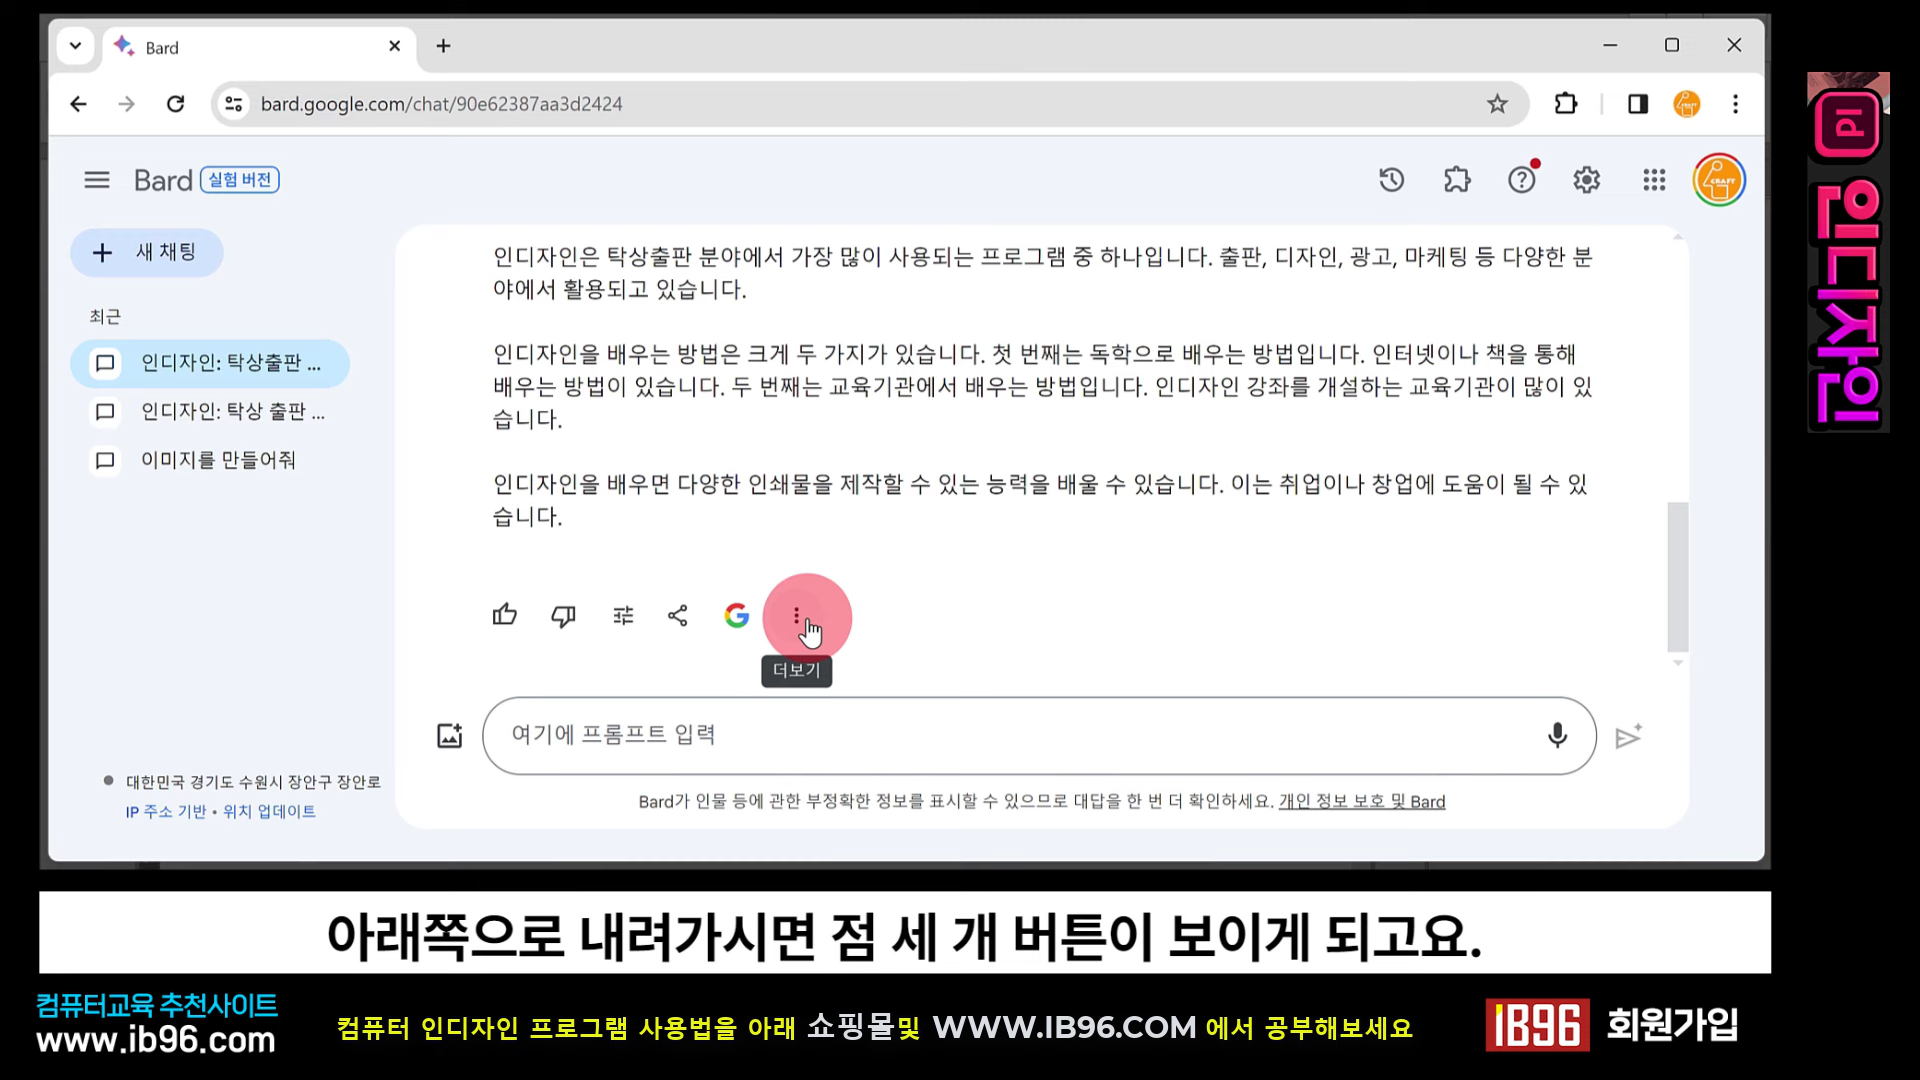 Bard
bard.google.com/chat/90e62387aa3d2424
Bard 실험 버전
CRAFT
새 채팅
최근
인디자인: 탁상출판 ...
인디자인: 탁상 출판 ...
이미지를 만들어줘
대한민국 경기도 수원시 장안구 장안로
IP 주소 기반 • 위치 업데이트
인디자인은 탁상출판 분야에서 가장 많이 사용되는 프로그램 중 하나입니다. 출판, 디자인, 광고, 마케팅 등 다양한 분
야에서 활용되고 있습니다.
인디자인을 배우는 방법은 크게 두 가지가 있습니다. 첫 번째는 독학으로 배우는 방법입니다. 인터넷이나 책을 통해
배우는 방법이 있습니다. 두 번째는 교육기관에서 배우는 방법입니다. 인디자인 강좌를 개설하는 교육기관이 많이 있
습니다.
인디자인을 배우면 다양한 인쇄물을 제작할 수 있는 능력을 배울 수 있습니다. 이는 취업이나 창업에 도움이 될 수 있
습니다.
더보기
여기에 프롬프트 입력
Bard가 인물 등에 관한 부정확한 정보를 표시할 수 있으므로 대답을 한 번 더 확인하세요. 개인 정보 보호 및 Bard
Id
인디자인
아래쪽으로 내려가시면 점 세 개 버튼이 보이게 되고요.
컴퓨터교육 추천사이트
www.ib96.com
컴퓨터 인디자인 프로그램 사용법을 아래 쇼핑몰및 WWW.IB96.COM 에서 공부해보세요
IB96 회원가입